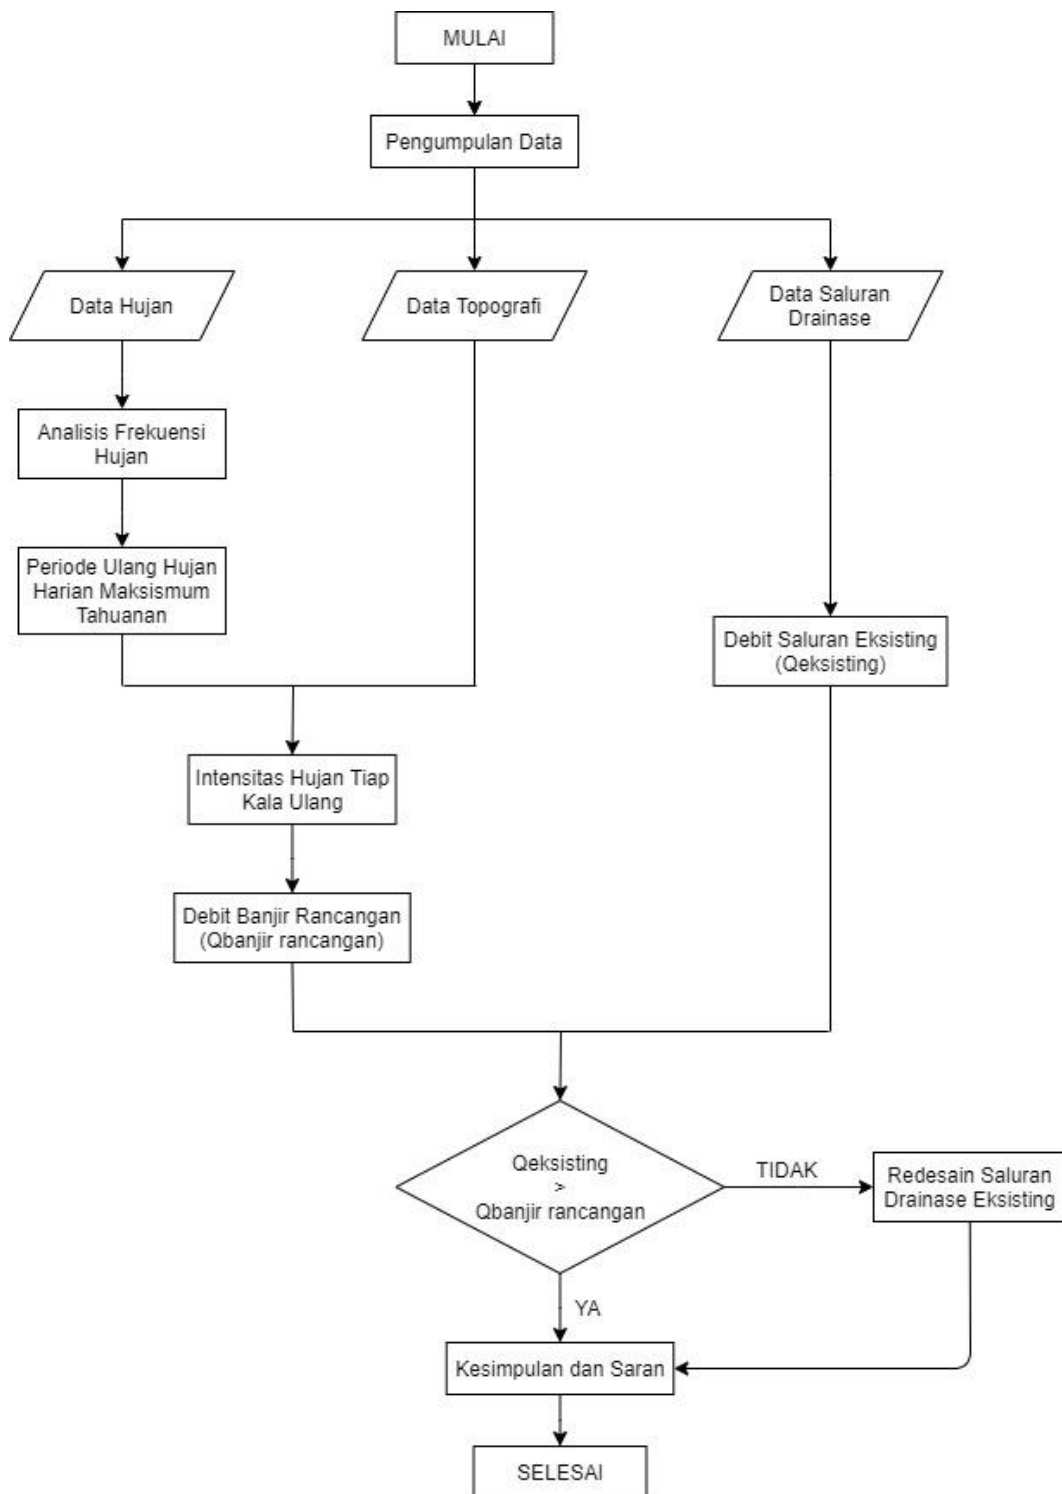 MULAI
Pengumpulan Data
Data Hujan
Data Topografi
Data Saluran
Drainase
Analisis Frekuensi
Hujan
Periode Ulang Hujan
Harian Maksismum
Tahuanan
Debit Saluran Eksisting
(Qeksisting)
Intensitas Hujan Tiap
Kala Ulang
Debit Banjir Rancangan
(Qbanjir rancangan)
Qeksisting
>
Qbanjir rancangan
TIDAK
Redesain Saluran
Drainase Eksisting
YA
Kesimpulan dan Saran
SELESAI